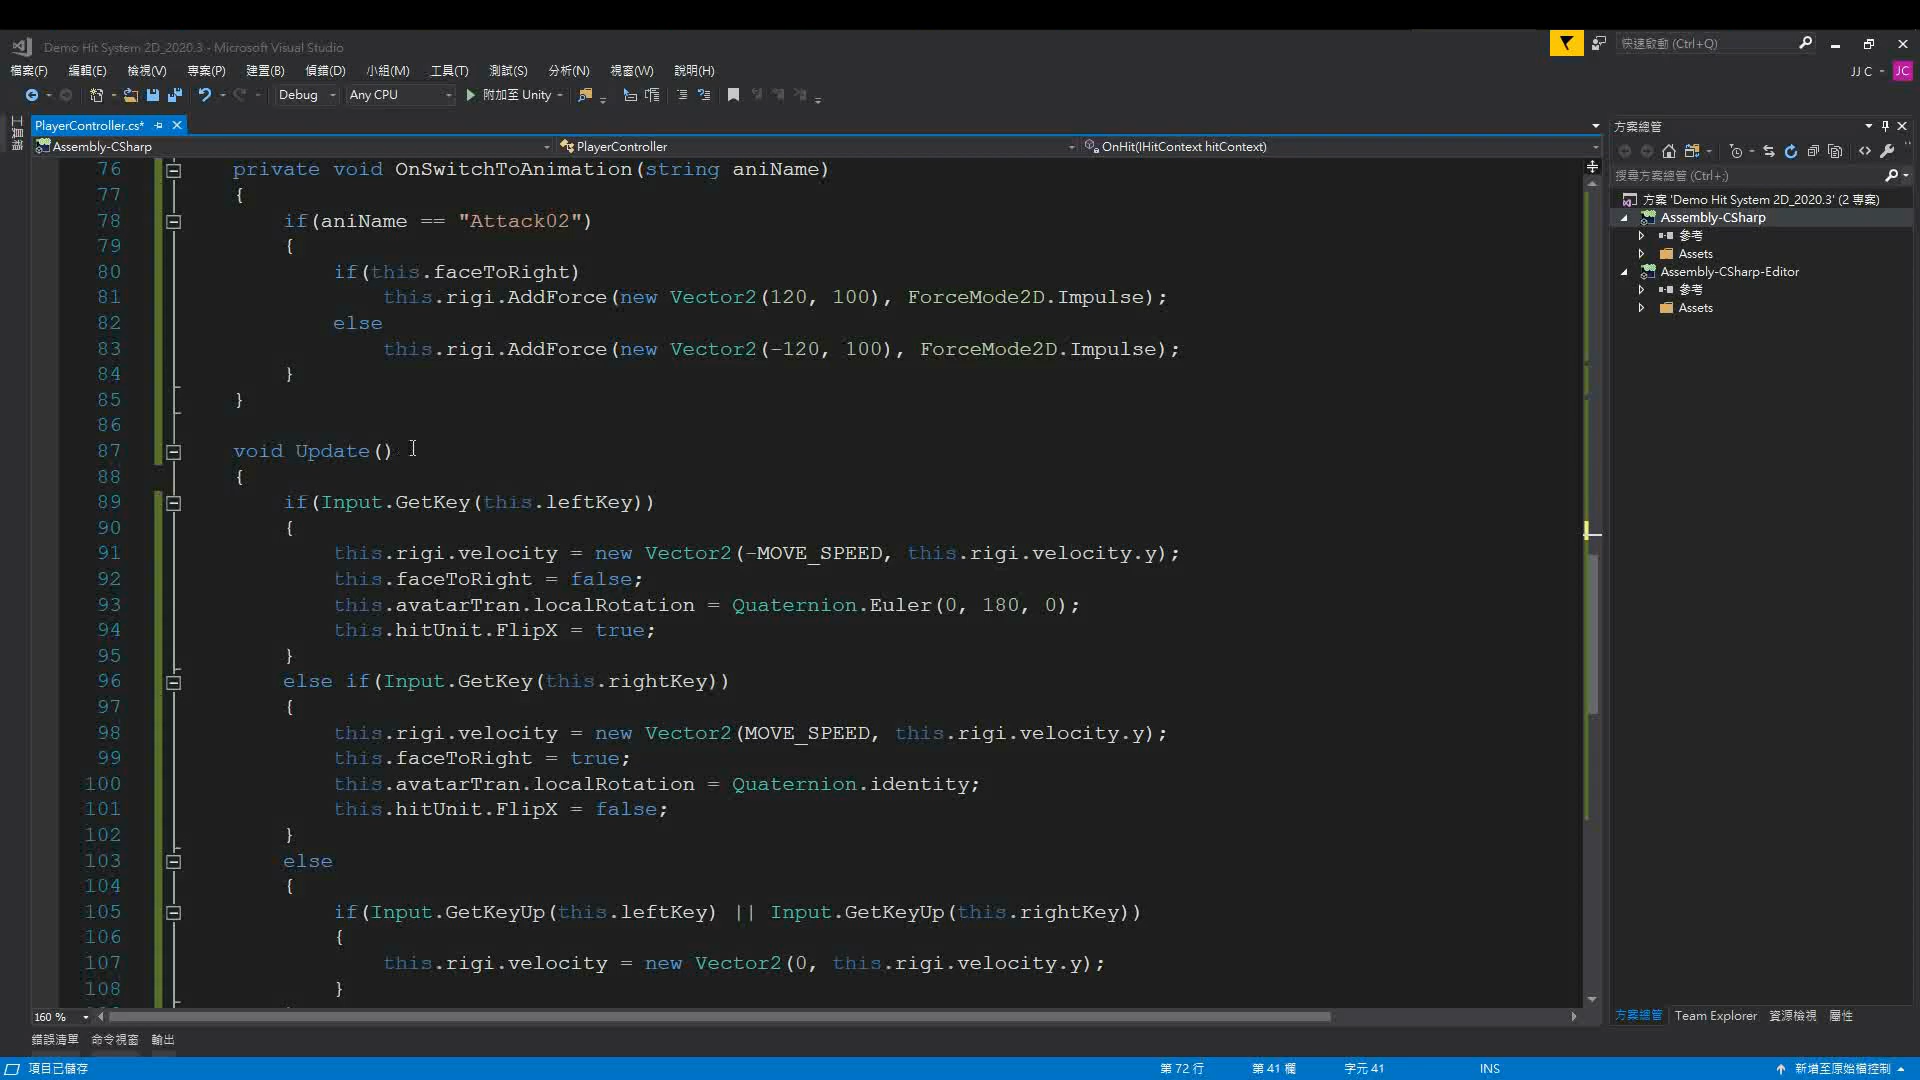 Demo Hit System 2D_2020.3 - Microsoft Visual Studio
快速啟動 (Ctrl+Q)
檔案(F) 編輯(E) 檢視(V) 專案(P) 建置(B) 偵錯(D) 小組(M) 工具(T) 測試(S) 分析(N) 視窗(W) 說明(H)
JJ C JC
Debug Any CPU 附加至 Unity
工具箱
PlayerController.cs*
Assembly-CSharp PlayerController OnHit(IHitContext hitContext)
76 private void OnSwitchToAnimation(string aniName)
77 {
78 if(aniName == "Attack02")
79 {
80 if(this.faceToRight)
81 this.rigi.AddForce(new Vector2(120, 100), ForceMode2D.Impulse);
82 else
83 this.rigi.AddForce(new Vector2(-120, 100), ForceMode2D.Impulse);
84 }
85 }
86
87 void Update()
88 {
89 if(Input.GetKey(this.leftKey))
90 {
91 this.rigi.velocity = new Vector2(-MOVE_SPEED, this.rigi.velocity.y);
92 this.faceToRight = false;
93 this.avatarTran.localRotation = Quaternion.Euler(0, 180, 0);
94 this.hitUnit.FlipX = true;
95 }
96 else if(Input.GetKey(this.rightKey))
97 {
98 this.rigi.velocity = new Vector2(MOVE_SPEED, this.rigi.velocity.y);
99 this.faceToRight = true;
100 this.avatarTran.localRotation = Quaternion.identity;
101 this.hitUnit.FlipX = false;
102 }
103 else
104 {
105 if(Input.GetKeyUp(this.leftKey) || Input.GetKeyUp(this.rightKey))
106 {
107 this.rigi.velocity = new Vector2(0, this.rigi.velocity.y);
108 }
160 %
方案總管
搜尋方案總管 (Ctrl+;)
方案 'Demo Hit System 2D_2020.3' (2 專案)
Assembly-CSharp
參考
Assets
Assembly-CSharp-Editor
參考
Assets
方案總管 Team Explorer 資源檢視 屬性
錯誤清單 命令視窗 輸出
項目已儲存 第 72 行 第 41 欄 字元 41 INS 新增至原始檔控制